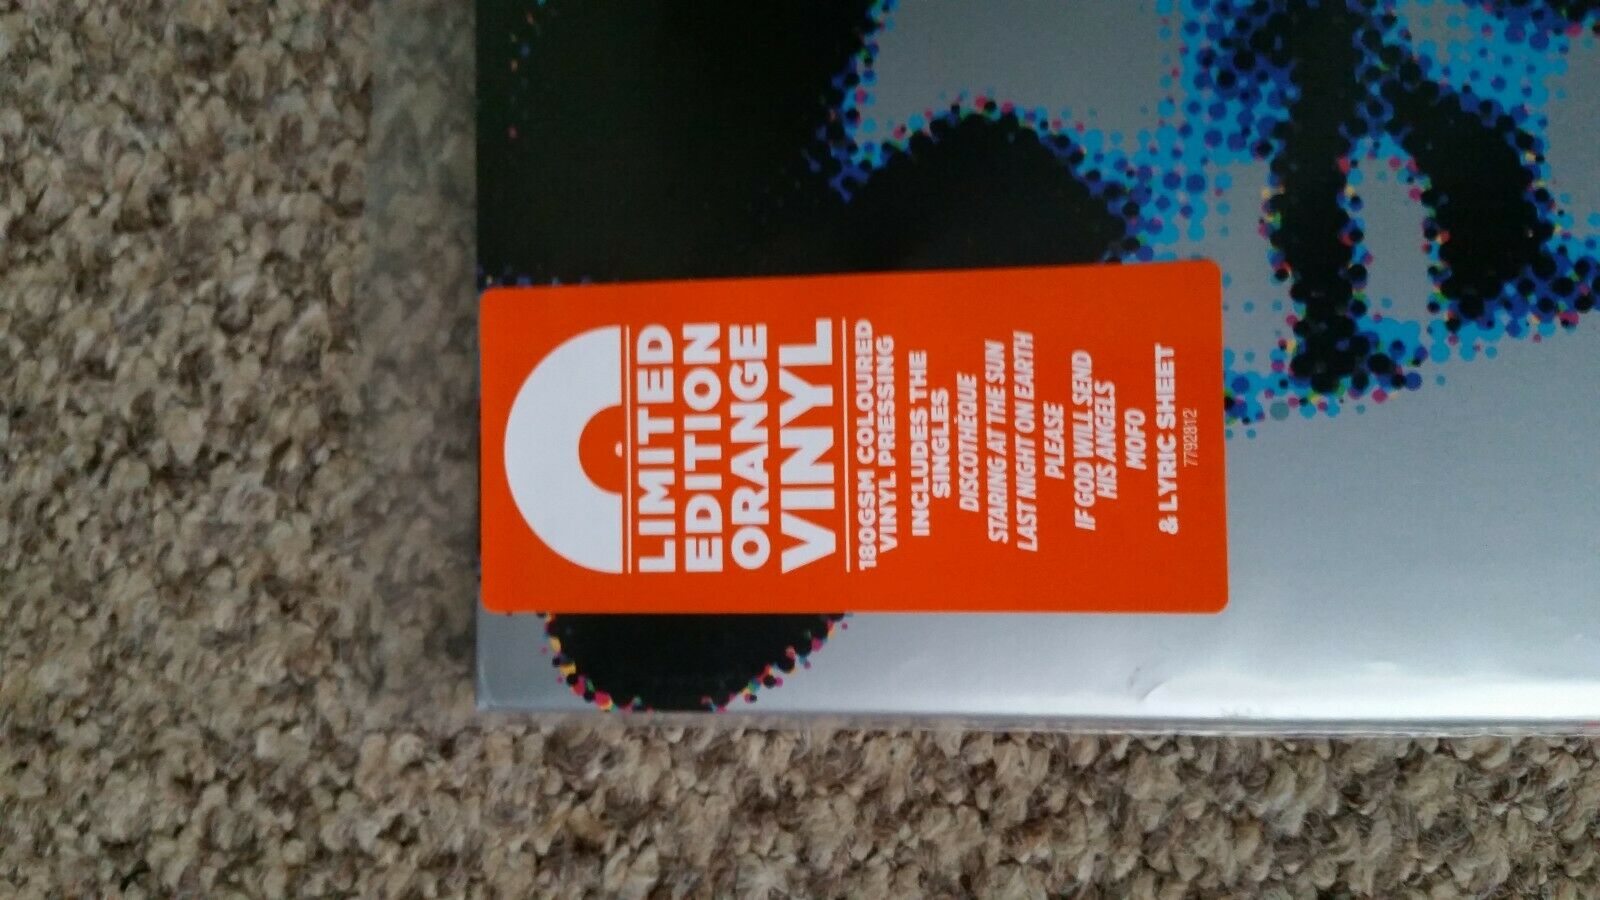 LIMITED
EDITION
ORANGE
VINYL
180GSM COLOURED
VINYL PRESSING
INCLUDES THE
SINGLES
DISCOTHÈQUE
STARING AT THE SUN
LAST NIGHT ON EARTH
PLEASE
IF GOD WILL SEND
HIS ANGELS
MOFO
& LYRIC SHEET
7792812